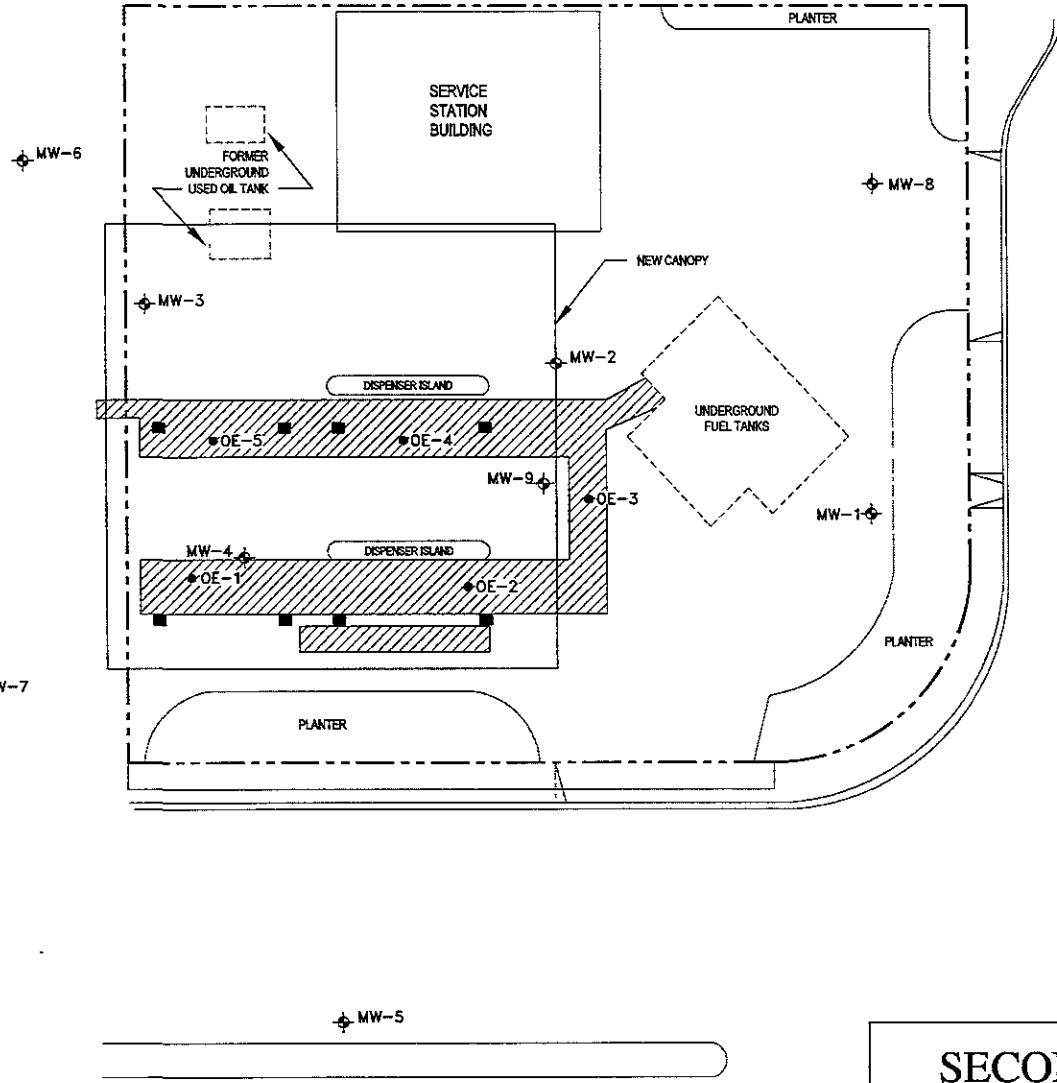 PLANTER
SERVICE
STATION
BUILDING
MW-6
FORMER
UNDERGROUND
USED OIL TANK
MW-8
NEW CANOPY
MW-3
MW-2
DISPENSER ISLAND
UNDERGROUND
FUEL TANKS
OE-5
OE-4
MW-9
OE-3
MW-1
MW-4
DISPENSER ISLAND
OE-1
OE-2
PLANTER
W-7
PLANTER
MW-5
SECO